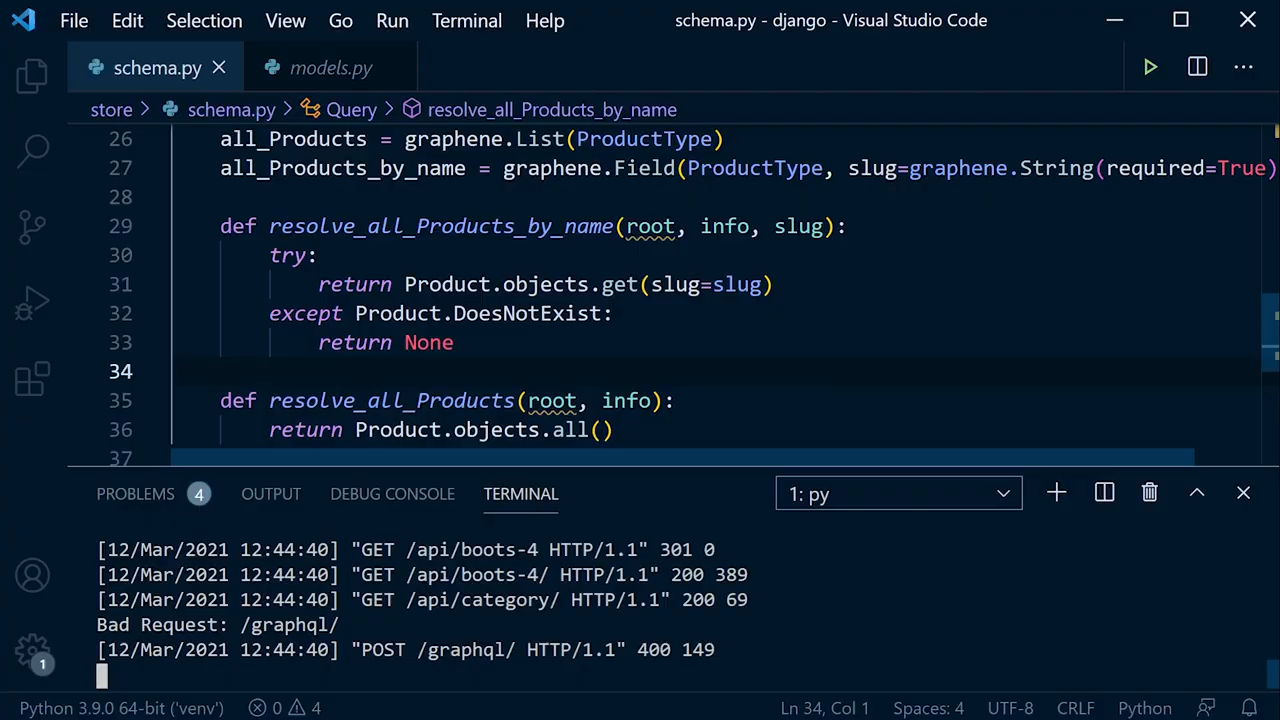 File Edit Selection View Go Run Terminal Help schema.py - django - Visual Studio Code
schema.py models.py
store schema.py Query resolve_all_Products_by_name
26 all_Products = graphene.List(ProductType)
27 all_Products_by_name = graphene.Field(ProductType, slug=graphene.String(required=True)
28
29 def resolve_all_Products_by_name(root, info, slug):
30 try:
31 return Product.objects.get(slug=slug)
32 except Product.DoesNotExist:
33 return None
34
35 def resolve_all_Products(root, info):
36 return Product.objects.all()
37
PROBLEMS 4 OUTPUT DEBUG CONSOLE TERMINAL 1: py
[12/Mar/2021 12:44:40] "GET /api/boots-4 HTTP/1.1" 301 0
[12/Mar/2021 12:44:40] "GET /api/boots-4/ HTTP/1.1" 200 389
[12/Mar/2021 12:44:40] "GET /api/category/ HTTP/1.1" 200 69
Bad Request: /graphql/
[12/Mar/2021 12:44:40] "POST /graphql/ HTTP/1.1" 400 149
1
Python 3.9.0 64-bit ('venv') 0 4 Ln 34, Col 1 Spaces: 4 UTF-8 CRLF Python